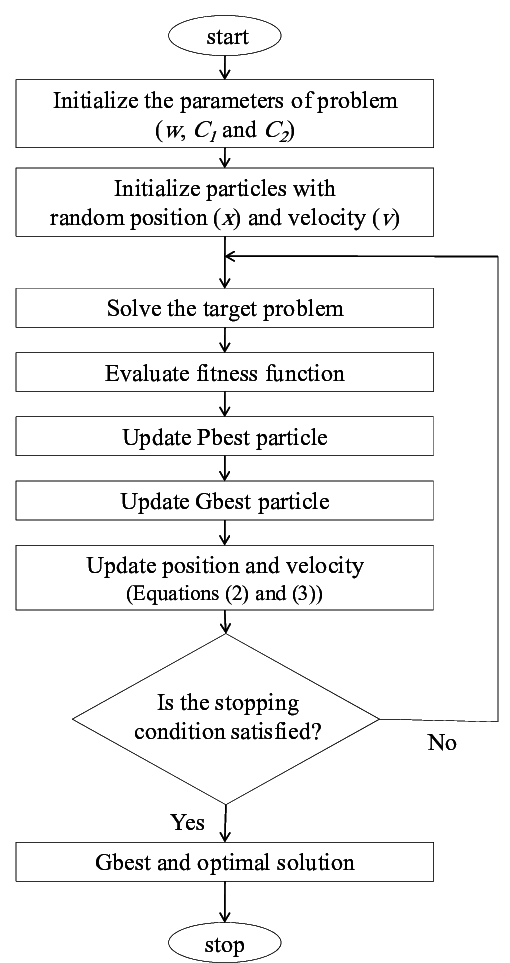 start
Initialize the parameters of problem
(w, C1 and C2)
Initialize particles with
random position (x) and velocity (v)
Solve the target problem
Evaluate fitness function
Update Pbest particle
Update Gbest particle
Update position and velocity
(Equations (2) and (3))
Is the stopping
condition satisfied?
No
Yes
Gbest and optimal solution
stop